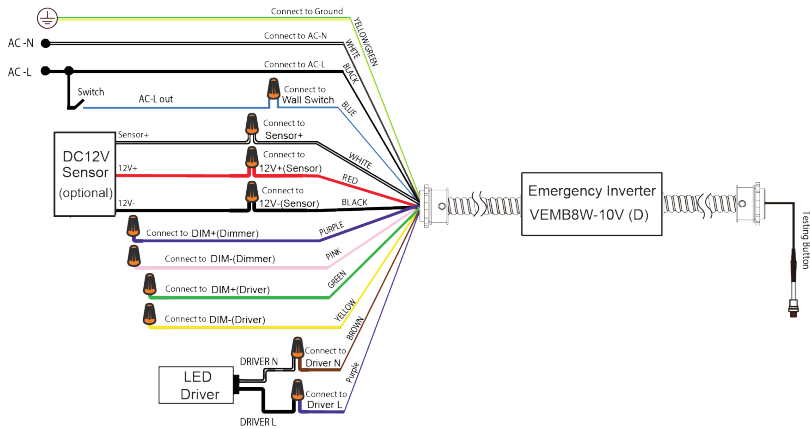 Connect to Ground
YELLOW/GREEN
AC -N
Connect to AC-N
WHITE
AC -L
Connect to AC-L
BLACK
Switch
AC-L out
Connect to
Wall Switch
BLUE
DC12V
Sensor
(optional)
Sensor+
Connect to
Sensor+
WHITE
12V+
Connect to
12V+(Sensor)
RED
12V-
Connect to
12V-(Sensor)
BLACK
Connect to DIM+(Dimmer)
PURPLE
Connect to DIM-(Dimmer)
PINK
Connect to DIM+(Driver)
GREEN
Connect to DIM-(Driver)
YELLOW
LED
Driver
DRIVER N
Connect to
Driver N
BROWN
DRIVER L
Connect to
Driver L
Purple
Emergency Inverter
VEMB8W-10V (D)
Testing Button